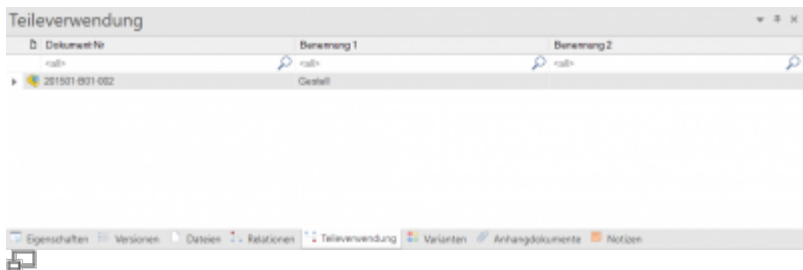 Teileverwendung
Dokument-Nr Benennung 1 Benennung 2
<all> <all> <all>
201501-B01-002 Gestell
Eigenschaften Versionen Dateien Relationen Teileverwendung Varianten Anhangdokumente Notizen